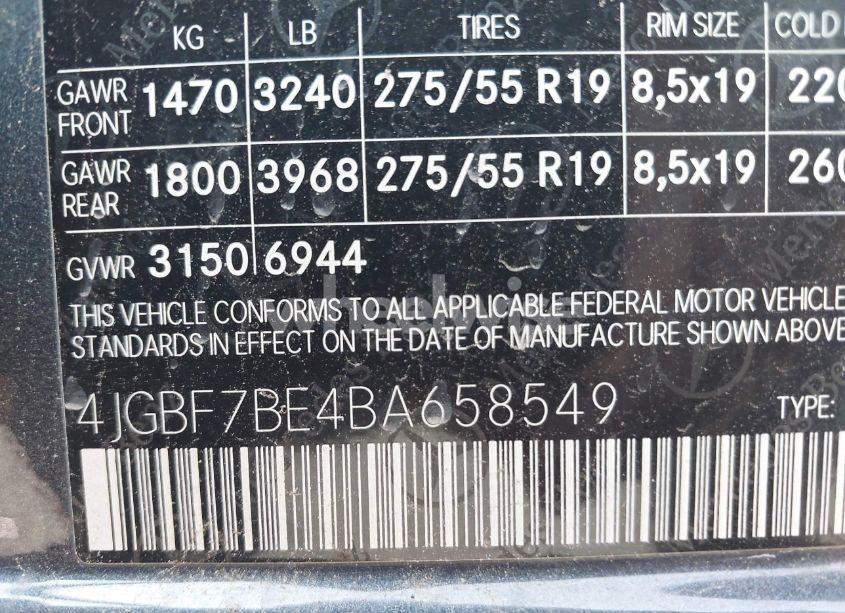 KG LB TIRES RIM SIZE COLD
GAWR FRONT 1470 3240 275/55 R19 8,5x19 220
GAWR REAR 1800 3968 275/55 R19 8,5x19 260
GVWR 3150 6944
THIS VEHICLE CONFORMS TO ALL APPLICABLE FEDERAL MOTOR VEHICLE
STANDARDS IN EFFECT ON THE DATE OF MANUFACTURE SHOWN ABOVE
4JGBF7BE4BA658549 TYPE: